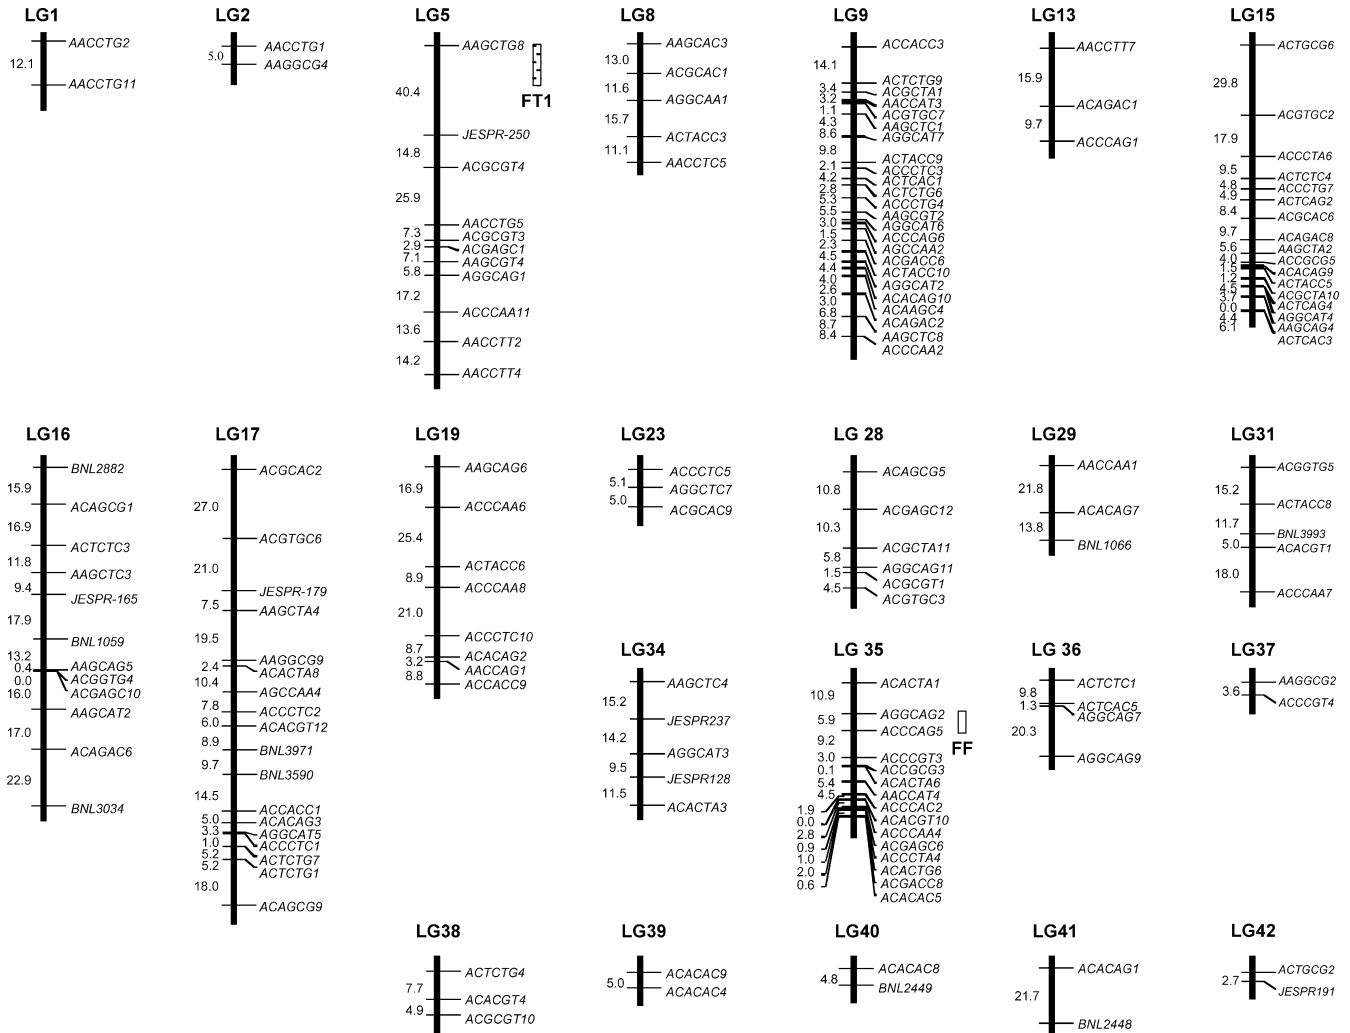 LG1
12.1
AACCTG2
AACCTG11
LG2
5.0
AACCTG1
AAGGCG4
LG5
40.4
14.8
25.9
7.3
2.9
7.1
5.8
17.2
13.6
14.2
AAGCTG8
JESPR-250
ACGCGT4
AACCTG5
ACGCGT3
ACGAGC1
AAGCGT4
AGGCAG1
ACCCAA11
AACCTT2
AACCTT4
FT1
LG8
13.0
11.6
15.7
11.1
AAGCAC3
ACGCAC1
AGGCAA1
ACTACC3
AACCTC5
LG9
14.1
3.4
3.2
1.1
4.3
8.6
9.8
2.1
4.2
2.8
5.3
5.5
3.0
1.5
2.3
4.5
4.4
4.0
2.6
3.0
6.8
8.7
8.4
ACCACC3
ACTCTG9
ACGCTA1
AACCAT3
ACGTGC7
AAGCTC1
AGGCAT7
ACTACC9
ACCCTC3
ACTCAC1
ACTCTG6
ACCCTG4
AAGCGT2
AGGCAT6
ACCCAG6
AGCCAA2
ACGACC6
ACTACC10
AGGCAT2
ACACAG10
ACAAGC4
ACAGAC2
AAGCTC8
ACCCAA2
LG13
15.9
9.7
AACCTT7
ACAGAC1
ACCCAG1
LG15
29.8
17.9
9.5
4.8
4.9
8.4
9.7
5.6
4.0
1.5
1.2
4.5
3.7
0.0
4.4
6.1
ACTGCG6
ACGTGC2
ACCCTA6
ACTCTC4
ACCCTG7
ACTCAG2
ACGCAC6
ACAGAC8
AAGCTA2
ACCGCG5
ACACAG9
ACTACC5
ACGCTA10
ACTCAG4
AGGCAT4
AAGCAG4
ACTCAC3
LG16
15.9
16.9
11.8
9.4
17.9
13.2
0.4
0.0
16.0
17.0
22.9
BNL2882
ACAGCG1
ACTCTC3
AAGCTC3
JESPR-165
BNL1059
AAGCAG5
ACGGTG4
ACGAGC10
AAGCAT2
ACAGAC6
BNL3034
LG17
27.0
21.0
7.5
19.5
2.4
10.4
7.8
6.0
8.9
9.7
14.5
5.0
3.3
1.0
5.2
5.2
18.0
ACGCAC2
ACGTGC6
JESPR-179
AAGCTA4
AAGGCG9
ACACTA8
AGCCAA4
ACCCTC2
ACACGT12
BNL3971
BNL3590
ACCACC1
ACACAG3
AGGCAT5
ACCCTC1
ACTCTG7
ACTCTG1
ACAGCG9
LG19
16.9
25.4
8.9
21.0
8.7
3.2
8.8
AAGCAG6
ACCCAA6
ACTACC6
ACCCAA8
ACCCTC10
ACACAG2
AACCAG1
ACCACC9
LG23
5.1
5.0
ACCCTC5
AGGCTC7
ACGCAC9
LG 28
10.8
10.3
5.8
1.5
4.5
ACAGCG5
ACGAGC12
ACGCTA11
AGGCAG11
ACGCGT1
ACGTGC3
LG29
21.8
13.8
AACCAA1
ACACAG7
BNL1066
LG31
15.2
11.7
5.0
18.0
ACGGTG5
ACTACC8
BNL3993
ACACGT1
ACCCAA7
LG34
15.2
14.2
9.5
11.5
AAGCTC4
JESPR237
AGGCAT3
JESPR128
ACACTA3
LG 35
10.9
5.9
9.2
3.0
0.1
5.4
4.5
1.9
0.0
2.8
0.9
1.0
2.0
0.6
ACACTA1
AGGCAG2
ACCCAG5
ACCCGT3
ACCGCG3
ACACTA6
AACCAT4
ACCCAC2
ACACGT10
ACCCAA4
ACGAGC6
ACCCTA4
ACACTG6
ACGACC8
ACACAC5
FF
LG 36
9.8
1.3
20.3
ACTCTC1
ACTCAC5
AGGCAG7
AGGCAG9
LG37
3.6
AAGGCG2
ACCCGT4
LG38
7.7
4.9
ACTCTG4
ACACGT4
ACGCGT10
LG39
5.0
ACACAC9
ACACAC4
LG40
4.8
ACACAC8
BNL2449
LG41
21.7
ACACAG1
BNL2448
LG42
2.7
ACTGCG2
JESPR191